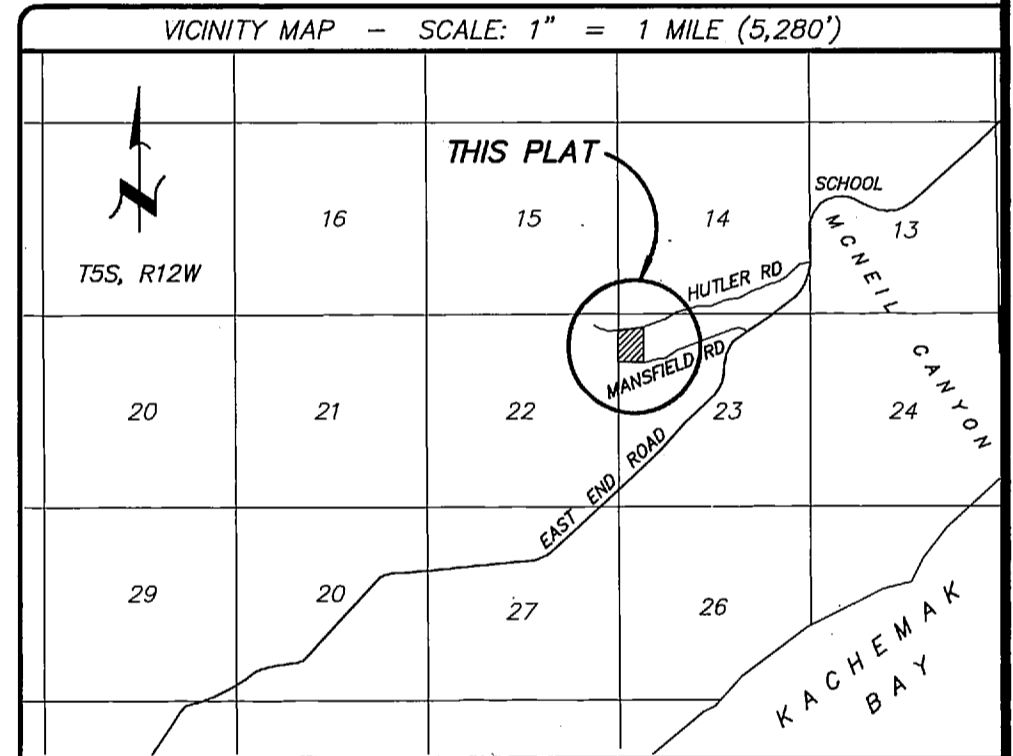 VICINITY MAP - SCALE: 1" = 1 MILE (5,280')
THIS PLAT
N
T5S, R12W
16
15
14
SCHOOL
13
MCNEIL CANYON
HUTLER RD
MANSFIELD RD
20
21
22
23
24
EAST END ROAD
29
20
27
26
KACHEMAK
BAY